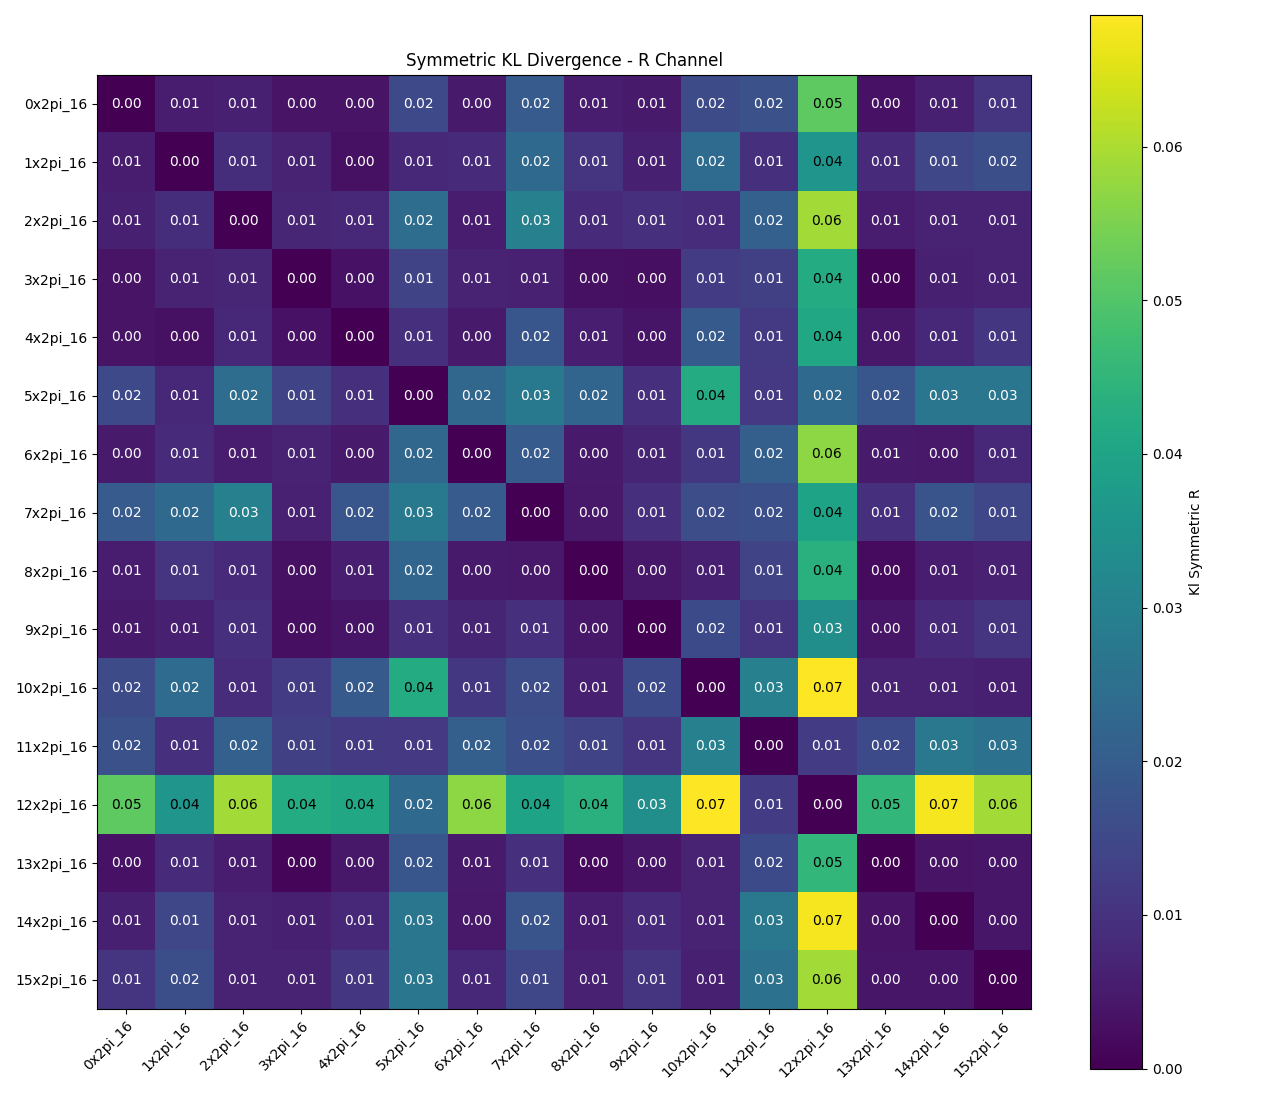 Symmetric KL Divergence - R Channel
0x2pi_16 0.00 0.01 0.01 0.00 0.00 0.02 0.00 0.02 0.01 0.01 0.02 0.02 0.05 0.00 0.01 0.01
1x2pi_16 0.01 0.00 0.01 0.01 0.00 0.01 0.01 0.02 0.01 0.01 0.02 0.01 0.04 0.01 0.01 0.02
2x2pi_16 0.01 0.01 0.00 0.01 0.01 0.02 0.01 0.03 0.01 0.01 0.01 0.02 0.06 0.01 0.01 0.01
3x2pi_16 0.00 0.01 0.01 0.00 0.00 0.01 0.01 0.01 0.00 0.00 0.01 0.01 0.04 0.00 0.01 0.01
4x2pi_16 0.00 0.00 0.01 0.00 0.00 0.01 0.00 0.02 0.01 0.00 0.02 0.01 0.04 0.00 0.01 0.01
5x2pi_16 0.02 0.01 0.02 0.01 0.01 0.00 0.02 0.03 0.02 0.01 0.04 0.01 0.02 0.02 0.03 0.03
6x2pi_16 0.00 0.01 0.01 0.01 0.00 0.02 0.00 0.02 0.00 0.01 0.01 0.02 0.06 0.01 0.00 0.01
7x2pi_16 0.02 0.02 0.03 0.01 0.02 0.03 0.02 0.00 0.00 0.01 0.02 0.02 0.04 0.01 0.02 0.01
8x2pi_16 0.01 0.01 0.01 0.00 0.01 0.02 0.00 0.00 0.00 0.00 0.01 0.01 0.04 0.00 0.01 0.01
9x2pi_16 0.01 0.01 0.01 0.00 0.00 0.01 0.01 0.01 0.00 0.00 0.02 0.01 0.03 0.00 0.01 0.01
10x2pi_16 0.02 0.02 0.01 0.01 0.02 0.04 0.01 0.02 0.01 0.02 0.00 0.03 0.07 0.01 0.01 0.01
11x2pi_16 0.02 0.01 0.02 0.01 0.01 0.01 0.02 0.02 0.01 0.01 0.03 0.00 0.01 0.02 0.03 0.03
12x2pi_16 0.05 0.04 0.06 0.04 0.04 0.02 0.06 0.04 0.04 0.03 0.07 0.01 0.00 0.05 0.07 0.06
13x2pi_16 0.00 0.01 0.01 0.00 0.00 0.02 0.01 0.01 0.00 0.00 0.01 0.02 0.05 0.00 0.00 0.00
14x2pi_16 0.01 0.01 0.01 0.01 0.01 0.03 0.00 0.02 0.01 0.01 0.01 0.03 0.07 0.00 0.00 0.00
15x2pi_16 0.01 0.02 0.01 0.01 0.01 0.03 0.01 0.01 0.01 0.01 0.01 0.03 0.06 0.00 0.00 0.00
0x2pi_16 1x2pi_16 2x2pi_16 3x2pi_16 4x2pi_16 5x2pi_16 6x2pi_16 7x2pi_16 8x2pi_16 9x2pi_16 10x2pi_16 11x2pi_16 12x2pi_16 13x2pi_16 14x2pi_16 15x2pi_16
0.06
0.05
0.04
0.03
0.02
0.01
0.00
Kl Symmetric R